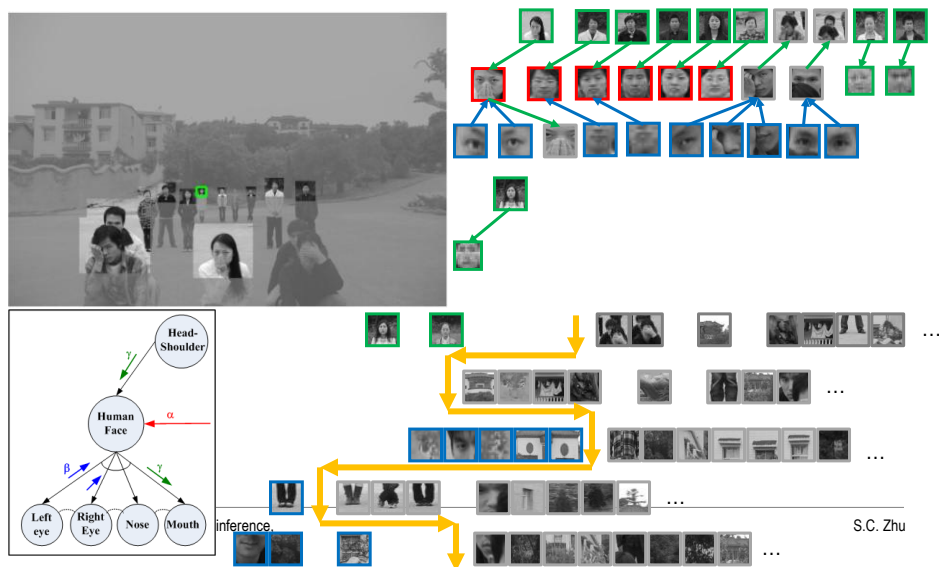 ...
...
...
...
...
Head-
Shoulder
γ
Human
Face
α
β
γ
Left
eye
Right
Eye
Nose
Mouth
inference.
S.C. Zhu